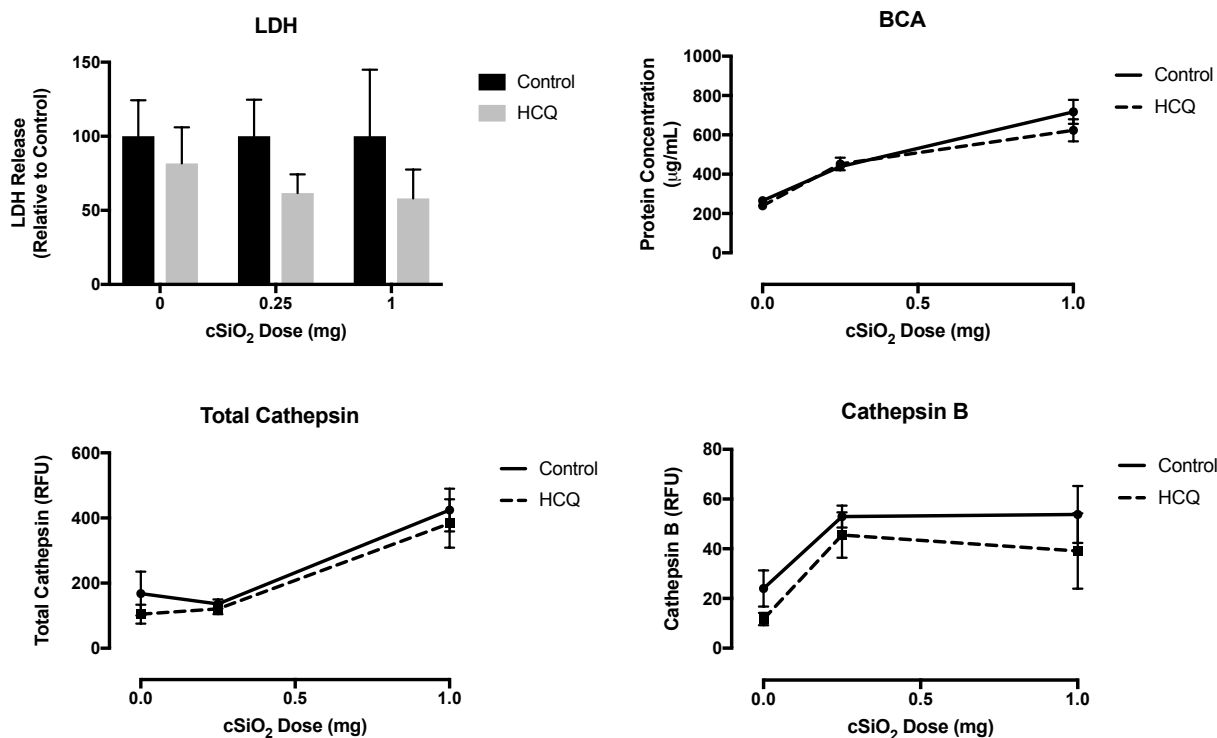 LDH
LDH Release
(Relative to Control)
150
100
50
0
0
0.25
1
cSiO₂ Dose (mg)
Control
HCQ
BCA
Protein Concentration
(μg/mL)
1000
800
600
400
200
0
0.0
0.5
1.0
cSiO₂ Dose (mg)
Control
HCQ
Total Cathepsin
Total Cathepsin (RFU)
600
400
200
0
0.0
0.5
1.0
cSiO₂ Dose (mg)
Control
HCQ
Cathepsin B
Cathepsin B (RFU)
80
60
40
20
0
0.0
0.5
1.0
cSiO₂ Dose (mg)
Control
HCQ